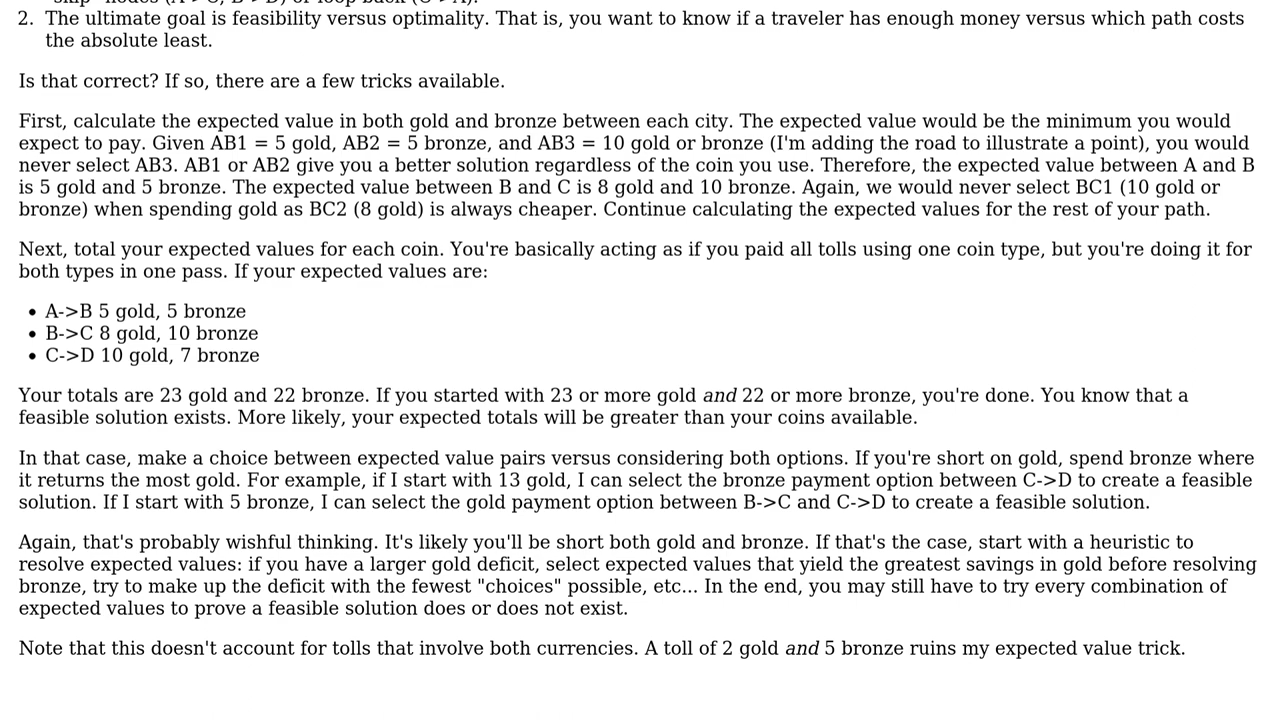 2. The ultimate goal is feasibility versus optimality. That is, you want to know if a traveler has enough money versus which path costs
the absolute least.
Is that correct? If so, there are a few tricks available.
First, calculate the expected value in both gold and bronze between each city. The expected value would be the minimum you would
expect to pay. Given AB1 = 5 gold, AB2 = 5 bronze, and AB3 = 10 gold or bronze (I'm adding the road to illustrate a point), you would
never select AB3. AB1 or AB2 give you a better solution regardless of the coin you use. Therefore, the expected value between A and B
is 5 gold and 5 bronze. The expected value between B and C is 8 gold and 10 bronze. Again, we would never select BC1 (10 gold or
bronze) when spending gold as BC2 (8 gold) is always cheaper. Continue calculating the expected values for the rest of your path.
Next, total your expected values for each coin. You're basically acting as if you paid all tolls using one coin type, but you're doing it for
both types in one pass. If your expected values are:
• A->B 5 gold, 5 bronze
• B->C 8 gold, 10 bronze
• C->D 10 gold, 7 bronze
Your totals are 23 gold and 22 bronze. If you started with 23 or more gold and 22 or more bronze, you're done. You know that a
feasible solution exists. More likely, your expected totals will be greater than your coins available.
In that case, make a choice between expected value pairs versus considering both options. If you're short on gold, spend bronze where
it returns the most gold. For example, if I start with 13 gold, I can select the bronze payment option between C->D to create a feasible
solution. If I start with 5 bronze, I can select the gold payment option between B->C and C->D to create a feasible solution.
Again, that's probably wishful thinking. It's likely you'll be short both gold and bronze. If that's the case, start with a heuristic to
resolve expected values: if you have a larger gold deficit, select expected values that yield the greatest savings in gold before resolving
bronze, try to make up the deficit with the fewest "choices" possible, etc... In the end, you may still have to try every combination of
expected values to prove a feasible solution does or does not exist.
Note that this doesn't account for tolls that involve both currencies. A toll of 2 gold and 5 bronze ruins my expected value trick.